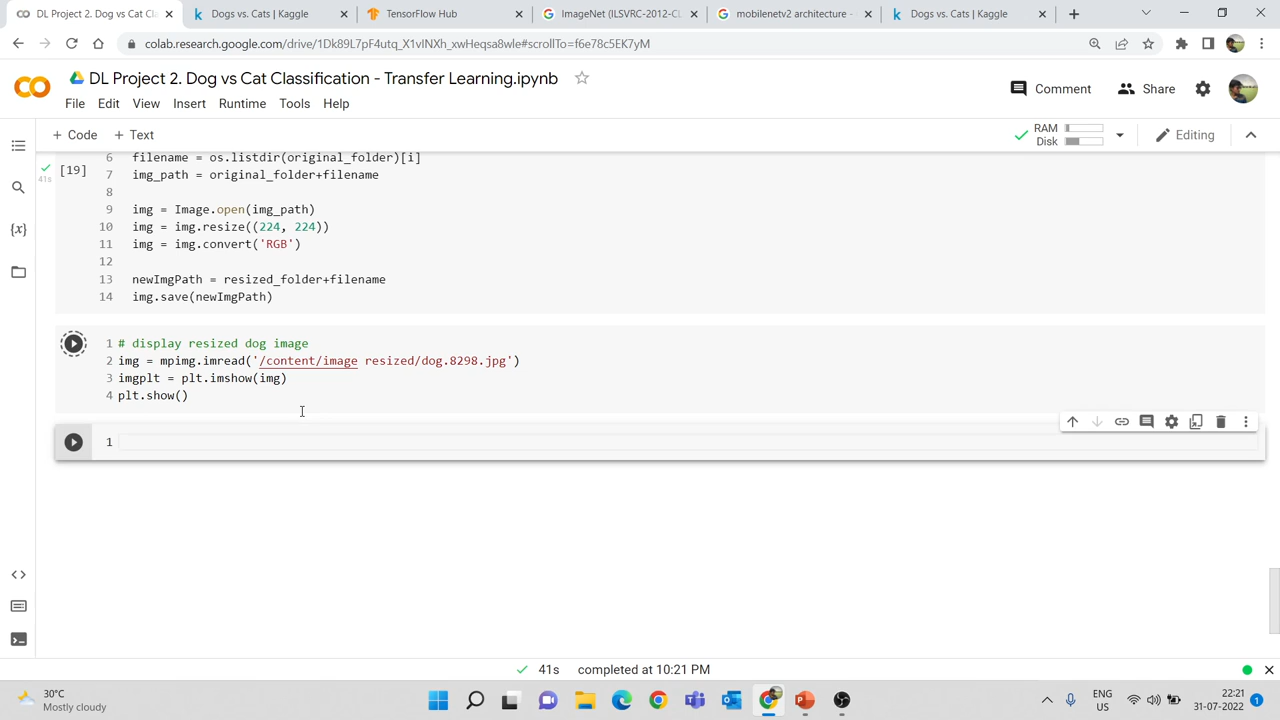 DL Project 2. Dog vs Cat Cl
Dogs vs. Cats | Kaggle
TensorFlow Hub
ImageNet (ILSVRC-2012-CL
mobilenetv2 architecture -
Dogs vs. Cats | Kaggle
colab.research.google.com/drive/1Dk89L7pF4utq_X1vINXh_xwHeqsa8wle#scrollTo=f6e78c5EK7yM
DL Project 2. Dog vs Cat Classification - Transfer Learning.ipynb
Comment
Share
File Edit View Insert Runtime Tools Help
+ Code + Text
RAM
Disk
Editing
[19]
41s
6 filename = os.listdir(original_folder)[i]
7 img_path = original_folder+filename
8
9 img = Image.open(img_path)
10 img = img.resize((224, 224))
11 img = img.convert('RGB')
12
13 newImgPath = resized_folder+filename
14 img.save(newImgPath)
1 # display resized dog image
2 img = mpimg.imread('/content/image resized/dog.8298.jpg')
3 imgplt = plt.imshow(img)
4 plt.show()
1
{x}
41s completed at 10:21 PM
30°C
Mostly cloudy
ENG
US
22:21
31-07-2022
1